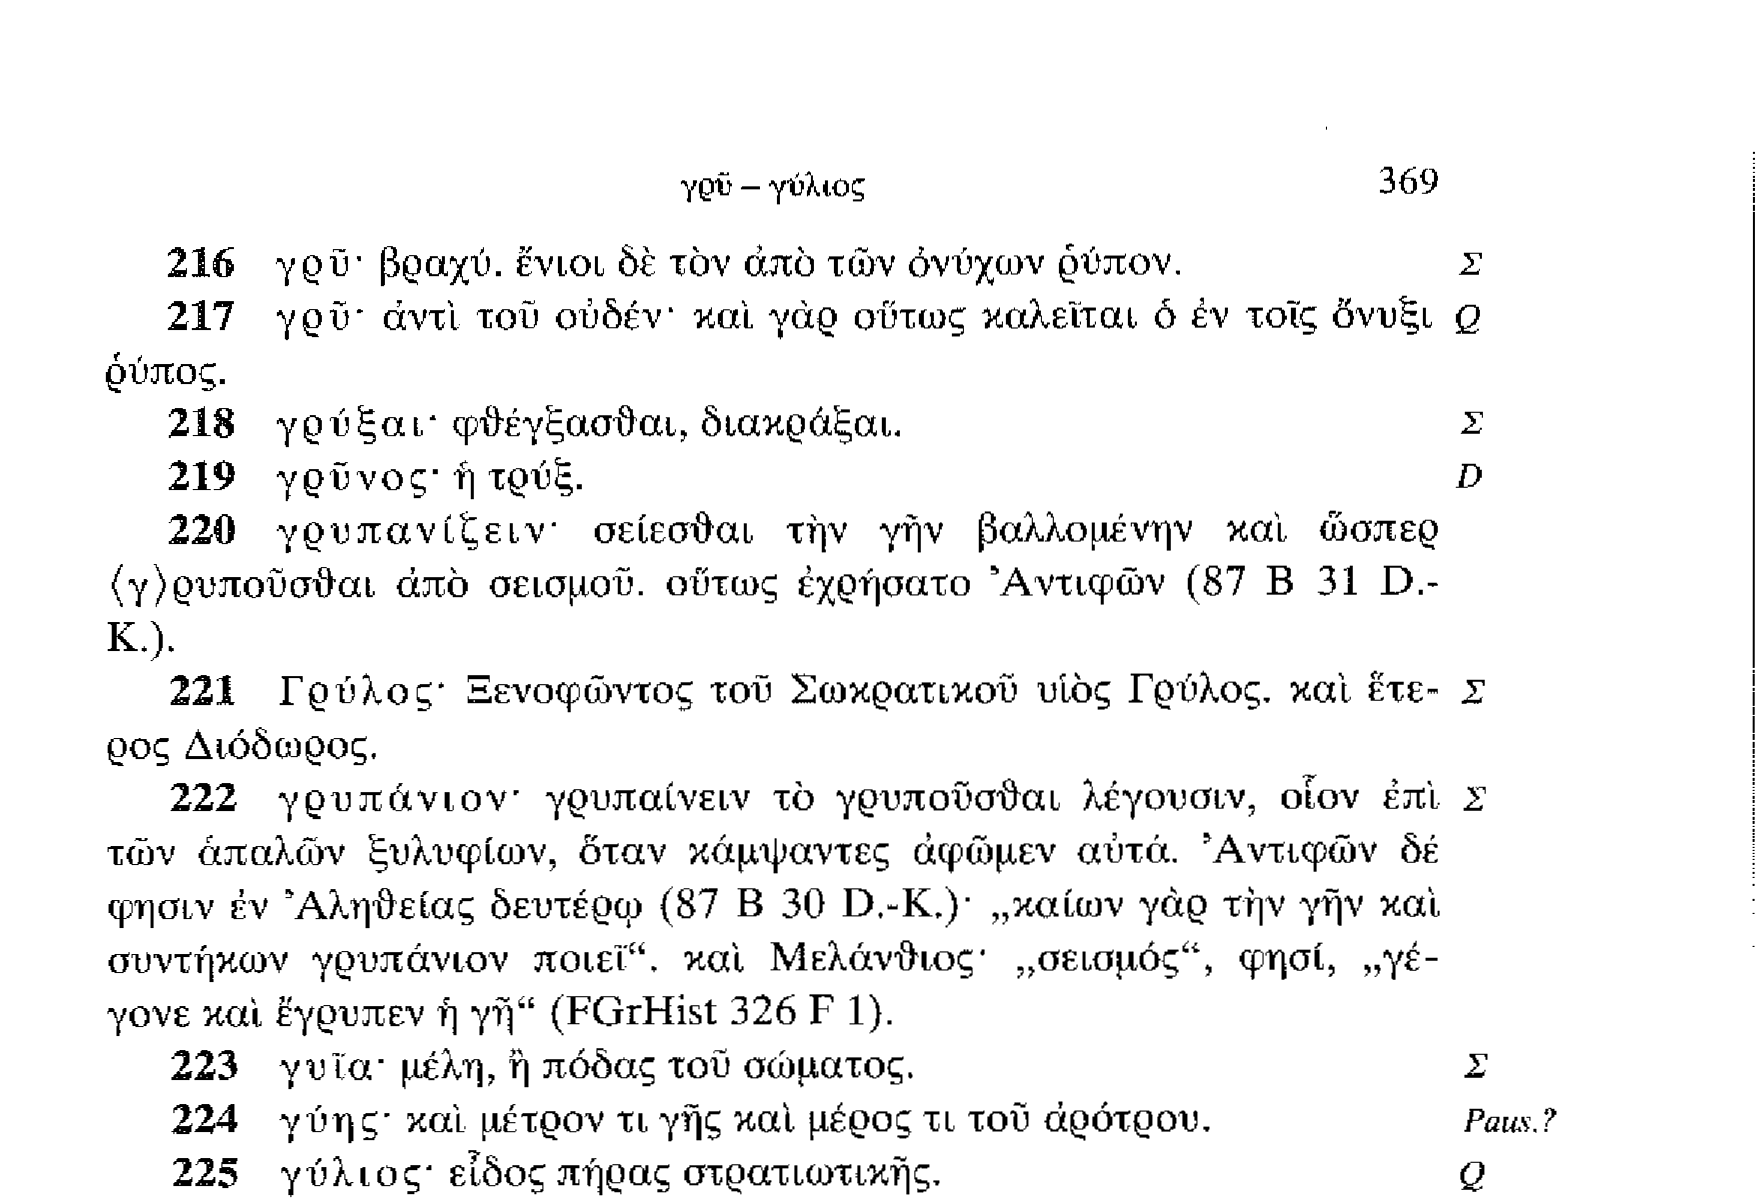 γρῦ – γύλιος 369
216 γρῦ· βραχύ. ἔνιοι δὲ τὸν ἀπὸ τῶν ὀνύχων ῥύπον. Σ
217 γρῦ· ἀντὶ τοῦ οὐδέν· καὶ γὰρ οὕτως καλεῖται ὁ ἐν τοῖς ὄνυξι Q
ῥύπος.
218 γρύξαι· φθέγξασθαι, διακράξαι. Σ
219 γρῦνος· ἡ τρύξ. D
220 γρυπανίζειν· σείεσθαι τὴν γῆν βαλλομένην καὶ ὥσπερ
⟨γ⟩ρυποῦσθαι ἀπὸ σεισμοῦ. οὕτως ἐχρήσατο Ἀντιφῶν (87 B 31 D.-
K.).
221 Γρύλος· Ξενοφῶντος τοῦ Σωκρατικοῦ υἱὸς Γρύλος. καὶ ἕτε- Σ
ρος Διόδωρος.
222 γρυπάνιον· γρυπαίνειν τὸ γρυποῦσθαι λέγουσιν, οἷον ἐπὶ Σ
τῶν ἁπαλῶν ξυλυφίων, ὅταν κάμψαντες ἀφῶμεν αὐτά. Ἀντιφῶν δέ
φησιν ἐν Ἀληθείας δευτέρῳ (87 B 30 D.-K.)· „καίων γὰρ τὴν γῆν καὶ
συντήκων γρυπάνιον ποιεῖ“. καὶ Μελάνθιος· „σεισμός“, φησί, „γέ-
γονε καὶ ἔγρυπεν ἡ γῆ“ (FGrHist 326 F 1).
223 γυῖα· μέλη, ἢ πόδας τοῦ σώματος. Σ
224 γύης· καὶ μέτρον τι γῆς καὶ μέρος τι τοῦ ἀρότρου. Paus.?
225 γύλιος· εἶδος πήρας στρατιωτικῆς. Q